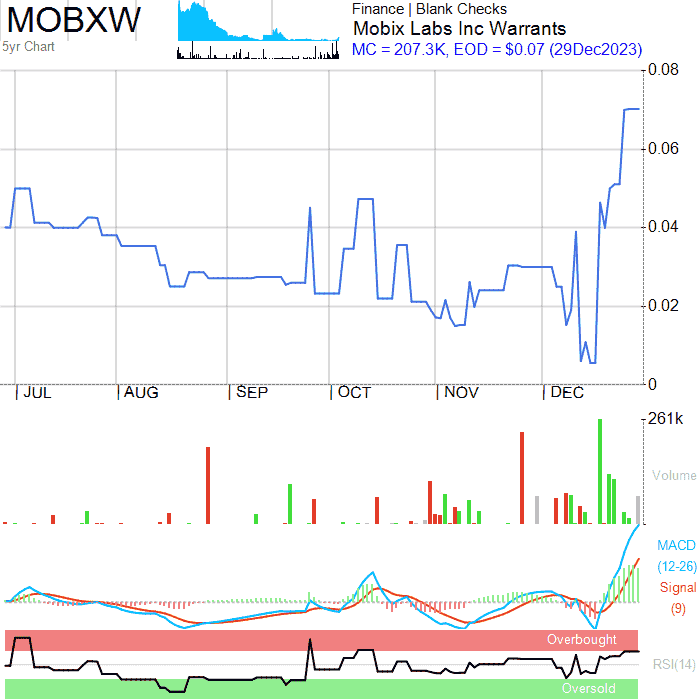 MOBXW
5yr Chart
Finance | Blank Checks
Mobix Labs Inc Warrants
MC = 207.3K, EOD = $0.07 (29Dec2023)
0.08
0.06
0.04
0.02
0
JUL AUG SEP OCT NOV DEC
261k
Volume
MACD
(12-26)
Signal
(9)
Overbought
RSI(14)
Oversold